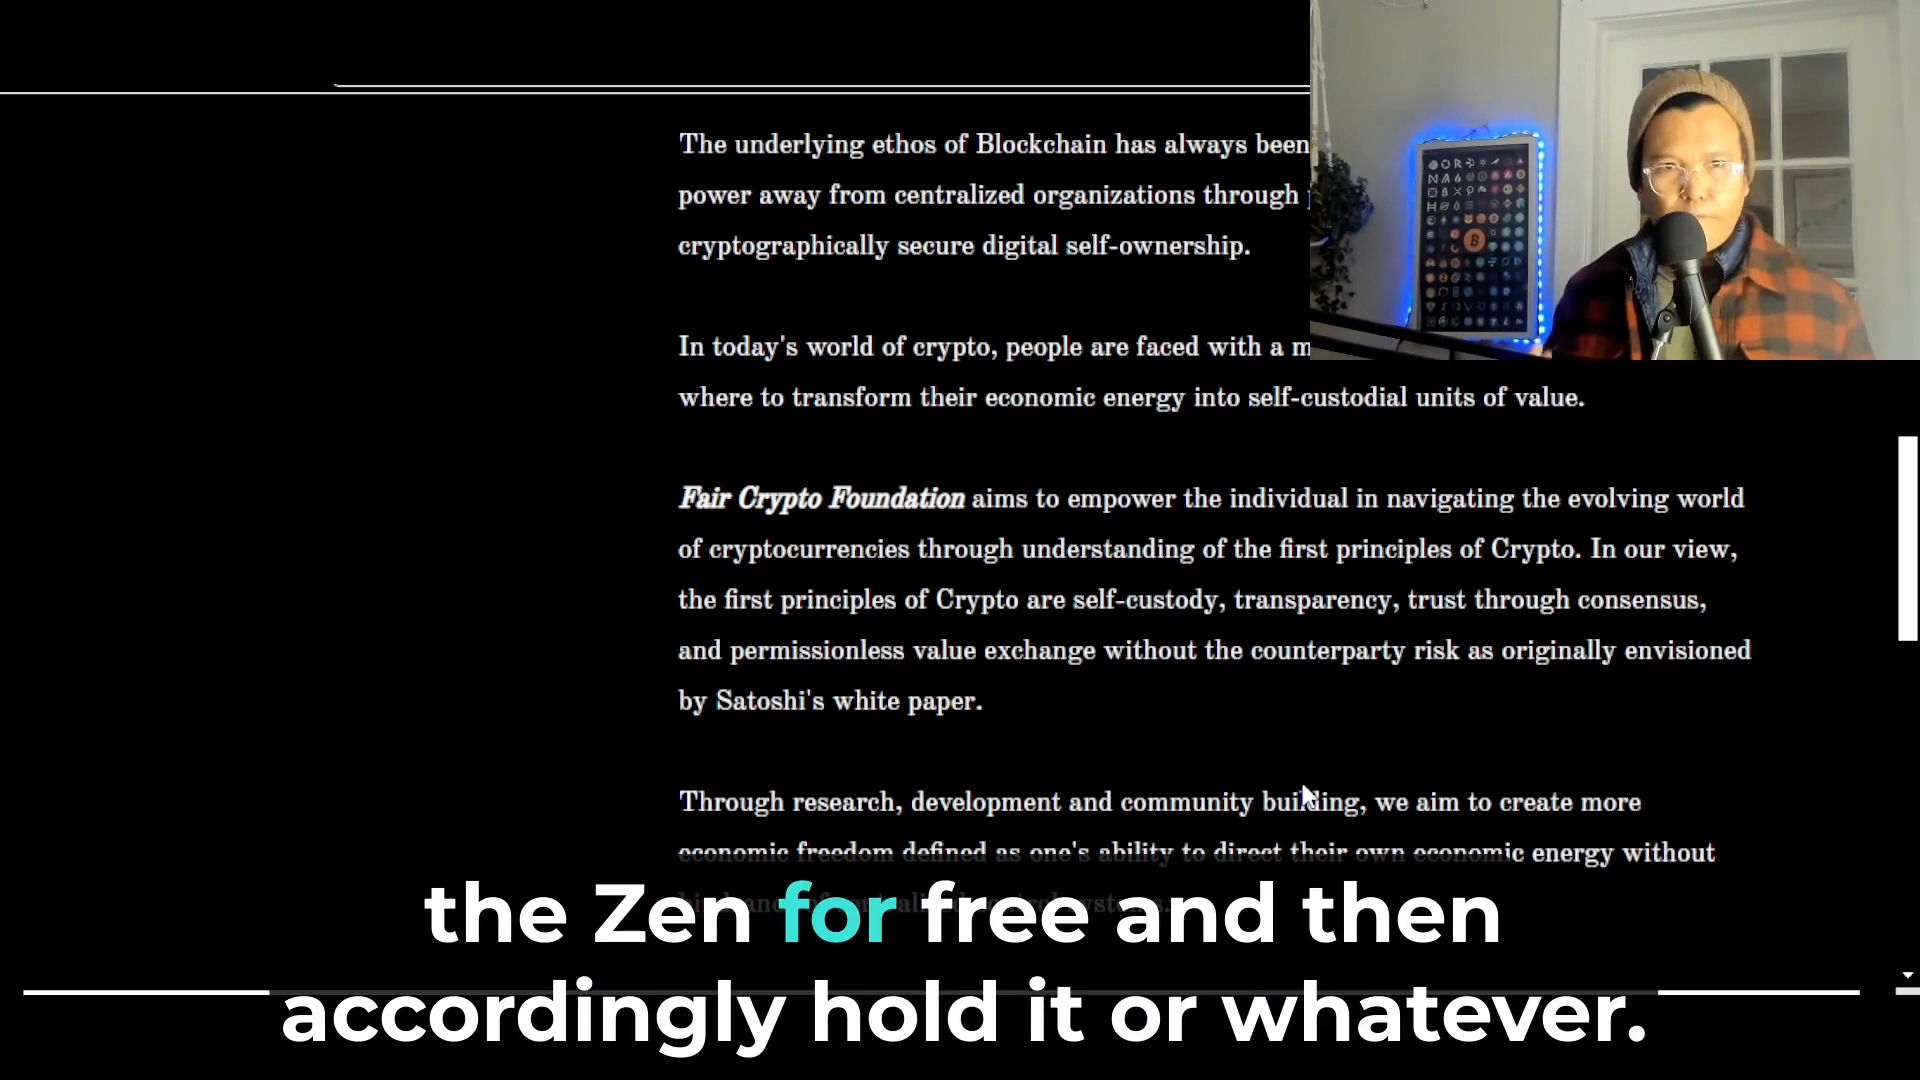 The underlying ethos of Blockchain has always been
power away from centralized organizations through
cryptographically secure digital self-ownership.
In today's world of crypto, people are faced with a
where to transform their economic energy into self-custodial units of value.
Fair Crypto Foundation aims to empower the individual in navigating the evolving world
of cryptocurrencies through understanding of the first principles of Crypto. In our view,
the first principles of Crypto are self-custody, transparency, trust through consensus,
and permissionless value exchange without the counterparty risk as originally envisioned
by Satoshi's white paper.
Through research, development and community building, we aim to create more
economic freedom defined as one's ability to direct their own economic energy without
the Zen for free and then
accordingly hold it or whatever.